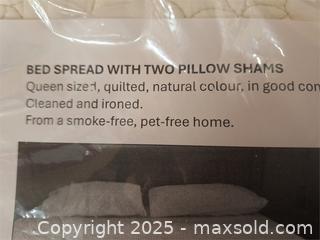 BED SPREAD WITH TWO PILLOW SHAMS
Queen sized, quilted, natural colour, in good con
Cleaned and ironed.
From a smoke-free, pet-free home.
Copyright 2025 - maxsold.com